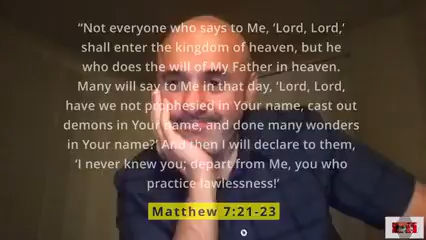 “Not everyone who says to Me, ‘Lord, Lord,’
shall enter the kingdom of heaven, but he
who does the will of My Father in heaven.
Many will say to Me in that day, ‘Lord, Lord,
have we not prophesied in Your name, cast out
demons in Your name, and done many wonders
in Your name?’ And then I will declare to them,
‘I never knew you; depart from Me, you who
practice lawlessness!’
Matthew 7:21-23